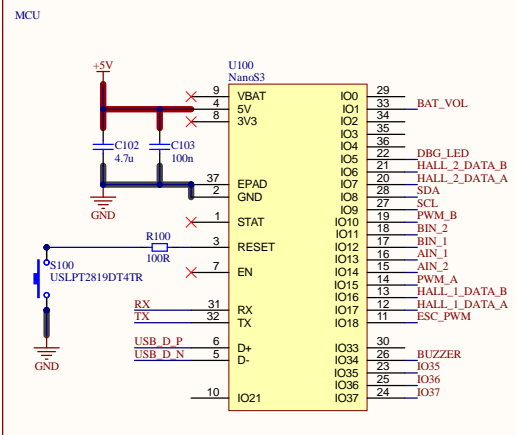 MCU
+5V
U100
NanoS3
9 VBAT
4 5V
8 3V3
C102
4.7u
C103
100n
37 EPAD
2 GND
GND
1 STAT
R100
100R
3 RESET
7 EN
S100
USLPT2819DT4TR
GND
RX 31 RX
TX 32 TX
USB_D_P 6 D+
USB_D_N 5 D-
10 IO21
IO0 29
IO1 33 BAT_VOL
IO2 34
IO3 35
IO4 36
IO5 22 DBG_LED
IO6 21 HALL_2_DATA_B
IO7 20 HALL_2_DATA_A
IO8 28 SDA
IO9 27 SCL
IO10 19 PWM_B
IO11 18 BIN_2
IO12 17 BIN_1
IO13 16 AIN_1
IO14 15 AIN_2
IO15 14 PWM_A
IO16 13 HALL_1_DATA_B
IO17 12 HALL_1_DATA_A
IO18 11 ESC_PWM
IO33 30
IO34 26 BUZZER
IO35 23 IO35
IO36 25 IO36
IO37 24 IO37